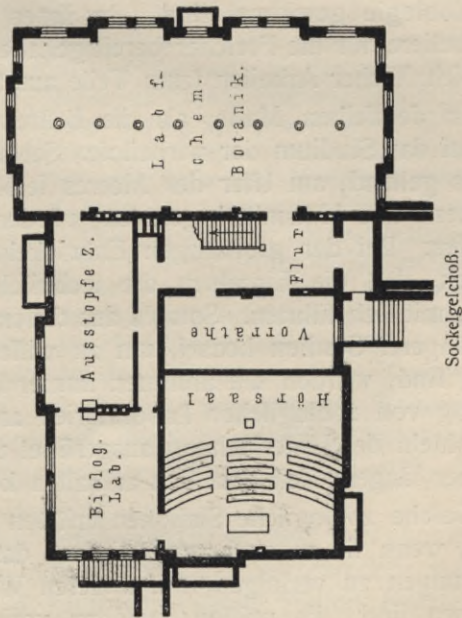 Lab f.
chem.
Botanik.
Ausstopfe Z.
Flur
Vorräthe
Hörsaal
Biolog.
Lab.
Sockelgeſchoß.